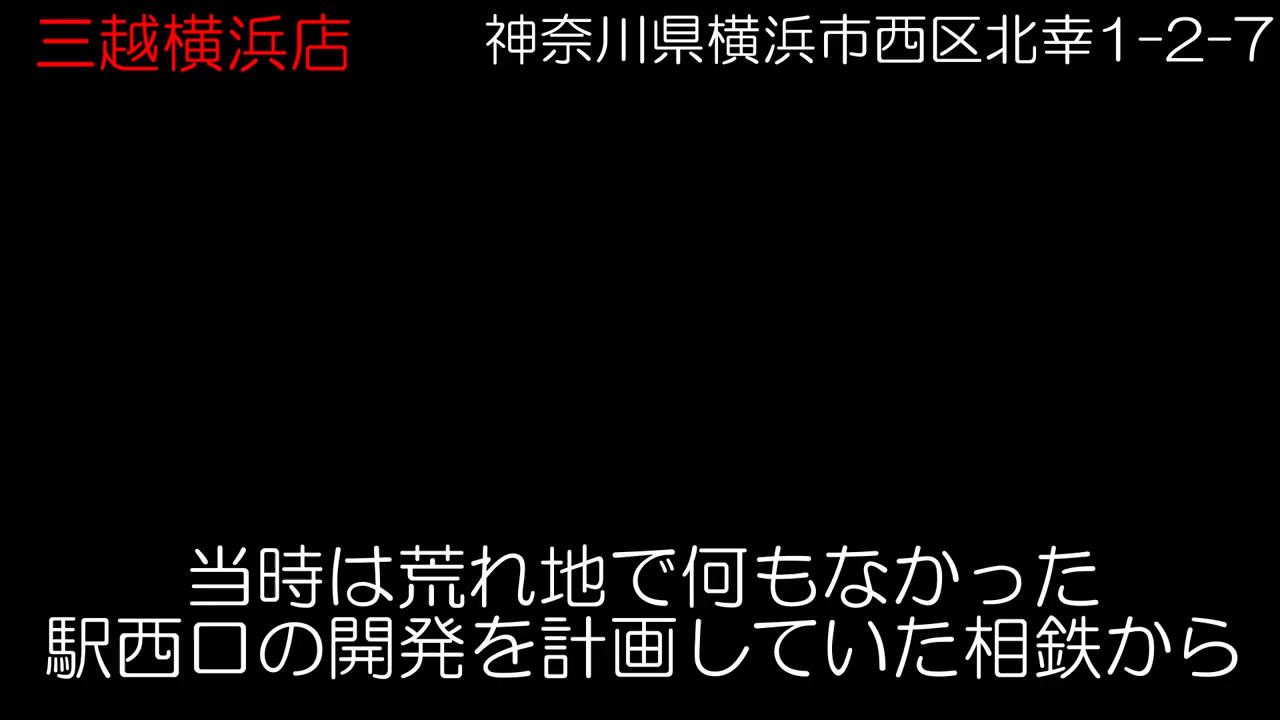 三越横浜店
神奈川県横浜市西区北幸1-2-7
当時は荒れ地で何もなかった
駅西口の開発を計画していた相鉄から